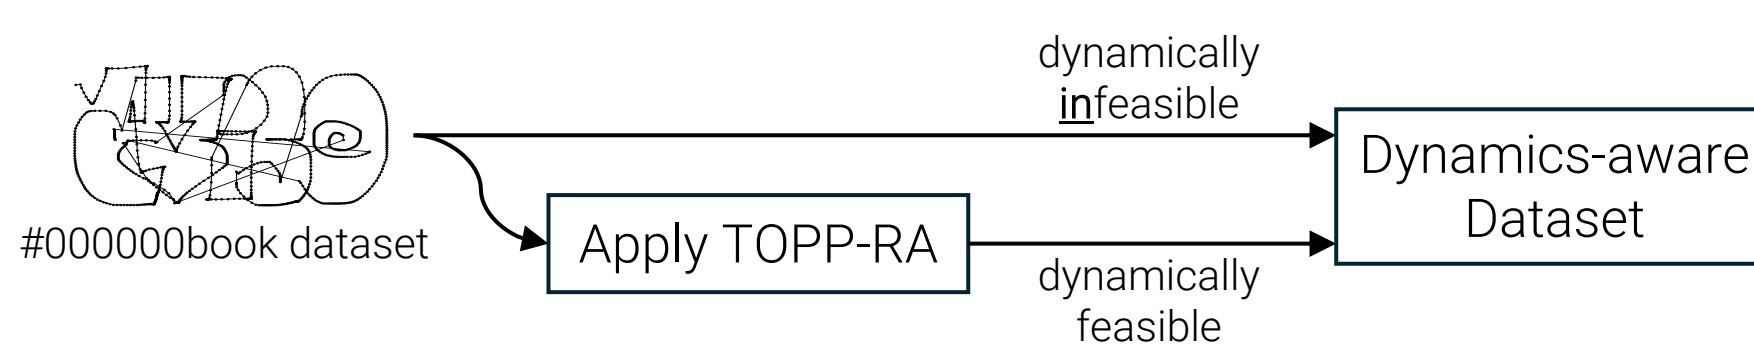 dynamically
infeasible
Dynamics-aware
Dataset
#000000book dataset
Apply TOPP-RA
dynamically
feasible